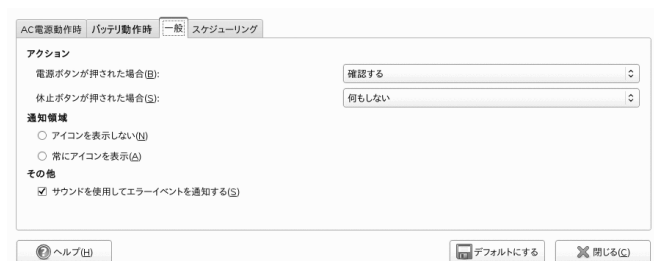 AC電源動作時 バッテリ動作時 一般 スケジューリング
アクション
電源ボタンが押された場合(B): 確認する
休止ボタンが押された場合(S): 何もしない
通知領域
アイコンを表示しない(N)
常にアイコンを表示(A)
その他
サウンドを使用してエラーイベントを通知する(S)
ヘルプ(H) デフォルトにする 閉じる(C)